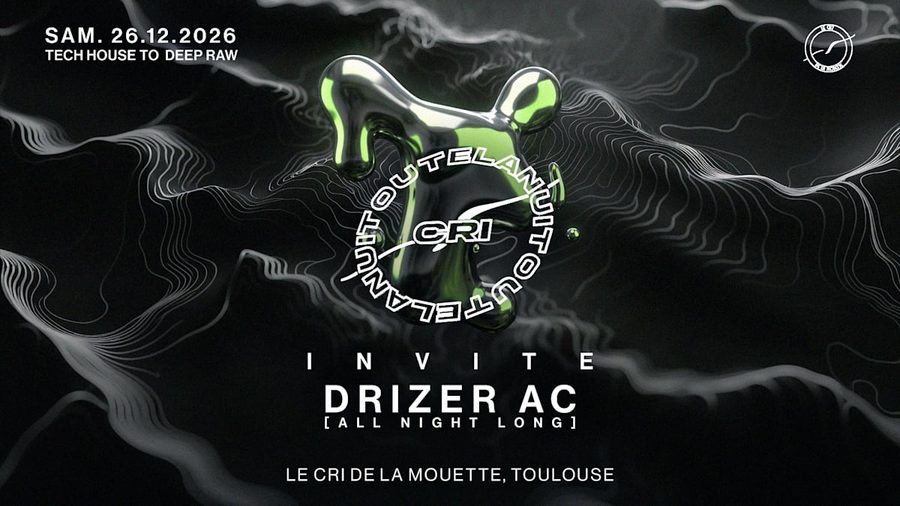 SAM. 26.12.2026
TECH HOUSE TO DEEP RAW
TOUTELANUITOUTELANUI
CRI
INVITE
DRIZER AC
[ALL NIGHT LONG]
LE CRI DE LA MOUETTE, TOULOUSE